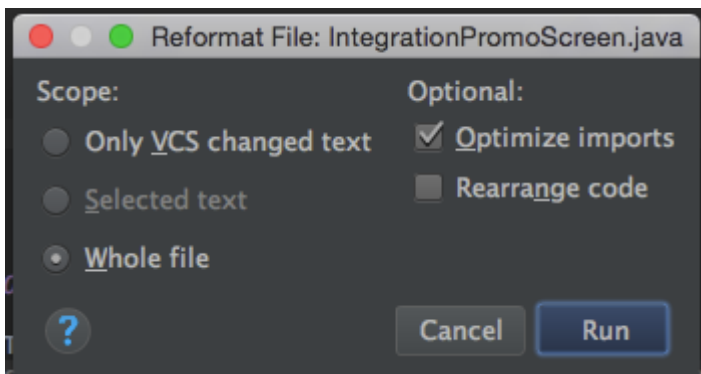 Reformat File: IntegrationPromoScreen.java
Scope:
Optional:
Only VCS changed text
Optimize imports
Selected text
Rearrange code
Whole file
?
Cancel
Run